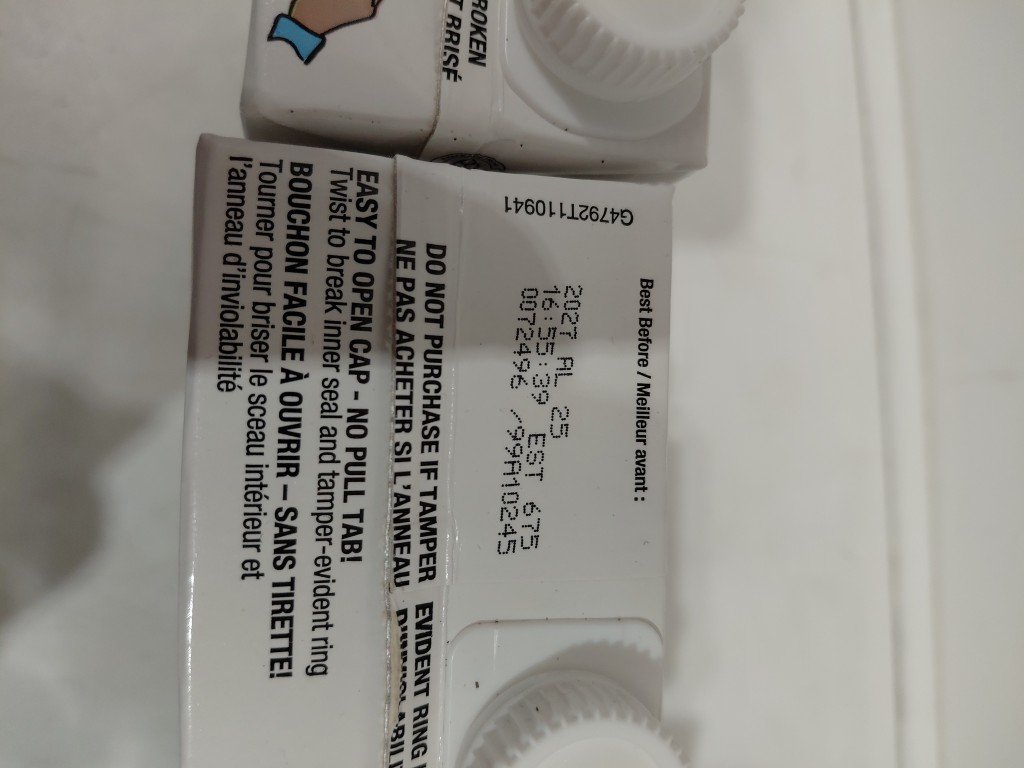 ROKEN
T BRISÉ
G4792T110941
Best Before / Meilleur avant :
2027 AL 25
16:55:39 EST 675
0072496 /99A10245
DO NOT PURCHASE IF TAMPER EVIDENT RING
NE PAS ACHETER SI L'ANNEAU
EASY TO OPEN CAP - NO PULL TAB!
Twist to break inner seal and tamper-evident ring
BOUCHON FACILE À OUVRIR – SANS TIRETTE!
Tourner pour briser le sceau intérieur et
l'anneau d'inviolabilité